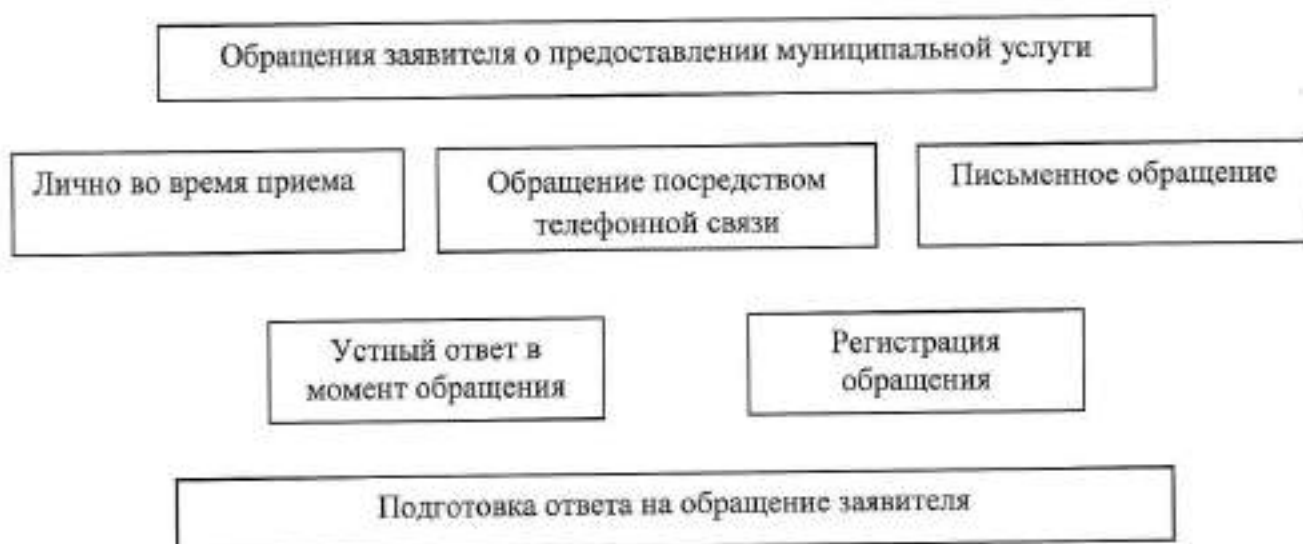 Обращения заявителя о предоставлении муниципальной услуги
Лично во время приема
Обращение посредством
телефонной связи
Письменное обращение
Устный ответ в
момент обращения
Регистрация
обращения
Подготовка ответа на обращение заявителя